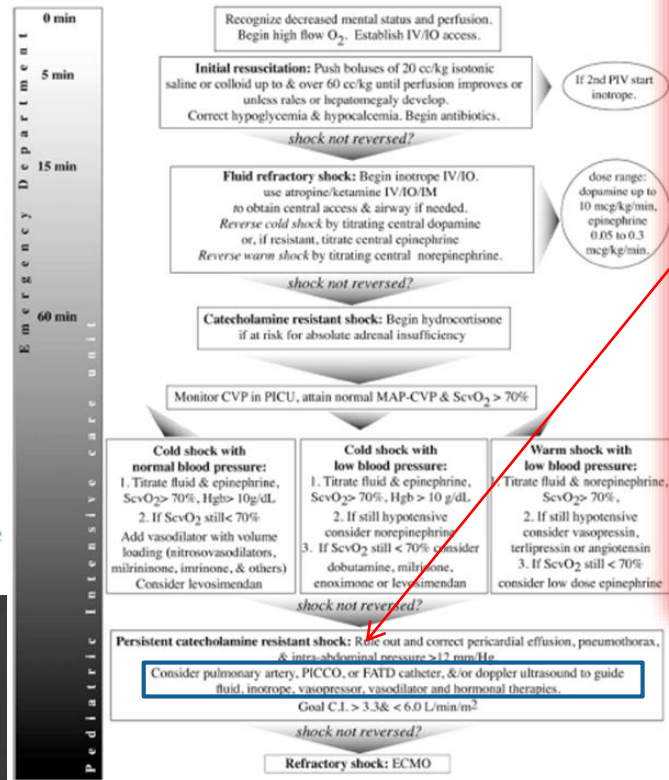 0 min
Recognize decreased mental status and perfusion.
Begin high flow O2. Establish IV/IO access.
5 min
Initial resuscitation: Push boluses of 20 cc/kg isotonic
saline or colloid up to & over 60 cc/kg until perfusion improves or
unless rales or hepatomegaly develop.
Correct hypoglycemia & hypocalcemia. Begin antibiotics.
If 2nd PIV start
inotrope.
shock not reversed?
15 min
Fluid refractory shock: Begin inotrope IV/IO.
use atropine/ketamine IV/IO/IM
to obtain central access & airway if needed.
Reverse cold shock by titrating central dopamine
or, if resistant, titrate central epinephrine
Reverse warm shock by titrating central norepinephrine.
dose range:
dopamine up to
10 mcg/kg/min,
epinephrine
0.05 to 0.3
mcg/kg/min.
shock not reversed?
60 min
Catecholamine resistant shock: Begin hydrocortisone
if at risk for absolute adrenal insufficiency
Emergency Department
Pediatric Intensive care unit
Monitor CVP in PICU, attain normal MAP-CVP & ScvO2 > 70%
Cold shock with
normal blood pressure:
1. Titrate fluid & epinephrine,
ScvO2> 70%, Hgb> 10g/dL
2. If ScvO2 still< 70%
Add vasodilator with volume
loading (nitrosovasodilators,
milrininone, imrinone, & others)
Consider levosimendan
Cold shock with
low blood pressure:
1. Titrate fluid & epinephrine,
ScvO2> 70%, Hgb > 10 g/dL
2. If still hypotensive
consider norepinephrine
3. If ScvO2 still < 70% consider
dobutamine, milrinone,
enoximone or levosimendan
Warm shock with
low blood pressure:
1. Titrate fluid & norepinephrine,
ScvO2> 70%,
2. If still hypotensive
consider vasopressin,
terlipressin or angiotensin
3. If ScvO2 still < 70%
consider low dose epinephrine
shock not reversed?
Persistent catecholamine resistant shock: Rule out and correct pericardial effusion, pneumothorax,
& intra-abdominal pressure >12 mm/Hg.
Consider pulmonary artery, PICCO, or FATD catheter, &/or doppler ultrasound to guide
fluid, inotrope, vasopressor, vasodilator and hormonal therapies.
Goal C.I. > 3.3& < 6.0 L/min/m2
shock not reversed?
Refractory shock: ECMO